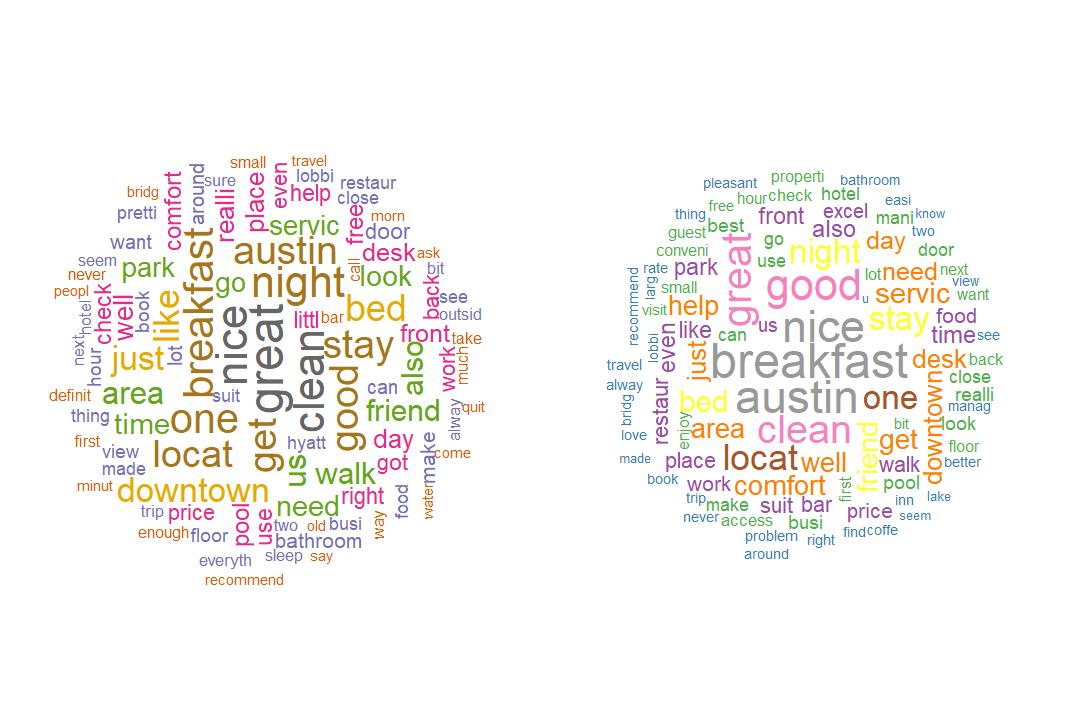 small travel
bridg comfort around sure realli place even lobbi help restaur close
pretti servic free morn door
want breakfast austin desk ask
seem park go night call look bit
never peopl hotel check well book like nice great littl bar bed back see outsid
next hour just lot clean stay front take
definit area suit good can also work much
thing time one friend alway quit
first view locat get hyatt day make come
made us walk got
minut downtown need right food water
trip price pool use two old busi way
enough floor bathroom
everyth sleep say
recommend
pleasant properti bathroom
free hour check hotel easi
thing best front also excel mani know
guest go night day two
conveni great use door
recommend rate larg park lot need next view
small good u servic want
visit help
lobbi even like can us nice stay food time see
travel just breakfast desk back
alway restaur bed austin one downtown close realli
bridg enjoy manag
love area clean friend get bit look
made place locat well walk floor better
book work comfort first pool
trip make suit bar inn lake
never access busi price seem
problem right find coffe
around